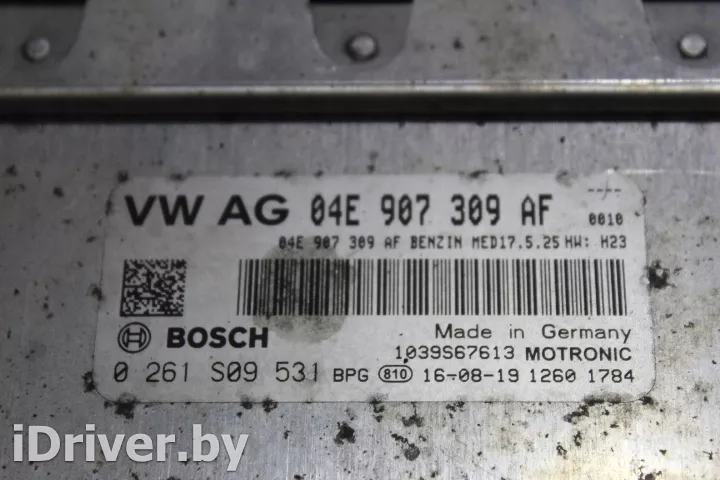 VW AG 04E 907 309 AF 0010
04E 907 309 AF BENZIN MED17.5.25 HW: H23
BOSCH
Made in Germany
1039S67613 MOTRONIC
0 261 S09 531 BPG 810 16-08-19 1260 1784
iDriver.by